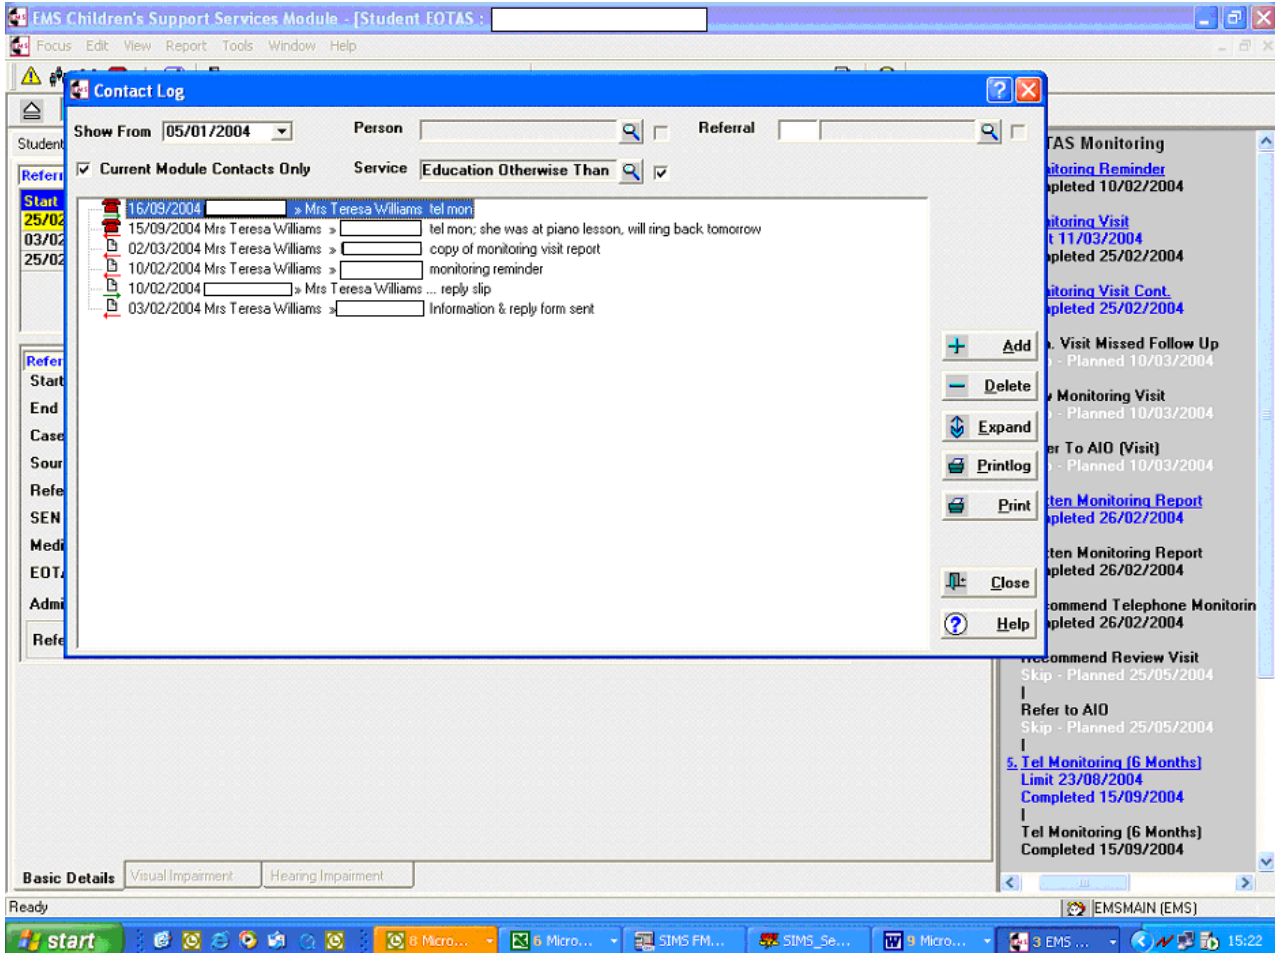 EMS Children's Support Services Module - [Student EOTAS :
Focus Edit View Report Tools Window Help
Contact Log
Show From 05/01/2004 Person Referral
Current Module Contacts Only Service Education Otherwise Than
16/09/2004 » Mrs Teresa Williams tel mon
15/09/2004 Mrs Teresa Williams » tel mon; she was at piano lesson, will ring back tomorrow
02/03/2004 Mrs Teresa Williams » copy of monitoring visit report
10/02/2004 Mrs Teresa Williams » monitoring reminder
10/02/2004 » Mrs Teresa Williams ... reply slip
03/02/2004 Mrs Teresa Williams » Information & reply form sent
Add
Delete
Expand
Printlog
Print
Close
Help
Student
Referr
Start
25/02
03/02
25/02
Refer
Start
End
Case
Sour
Refe
SEN
Medi
EOTA
Admi
Refe
TAS Monitoring
itoring Reminder
pleted 10/02/2004
itoring Visit
t 11/03/2004
pleted 25/02/2004
itoring Visit Cont.
pleted 25/02/2004
. Visit Missed Follow Up
- Planned 10/03/2004
Monitoring Visit
- Planned 10/03/2004
er To AIO (Visit)
- Planned 10/03/2004
ten Monitoring Report
pleted 26/02/2004
ten Monitoring Report
pleted 26/02/2004
commend Telephone Monitorin
pleted 26/02/2004
Recommend Review Visit
Skip - Planned 25/05/2004
Refer to AIO
Skip - Planned 25/05/2004
5. Tel Monitoring (6 Months)
Limit 23/08/2004
Completed 15/09/2004
Tel Monitoring (6 Months)
Completed 15/09/2004
Basic Details Visual Impairment Hearing Impairment
Ready EMSMAIN (EMS)
start 8 Micro... 6 Micro... SIMS FM... SIMS_Se... 9 Micro... 3 EMS ... 15:22